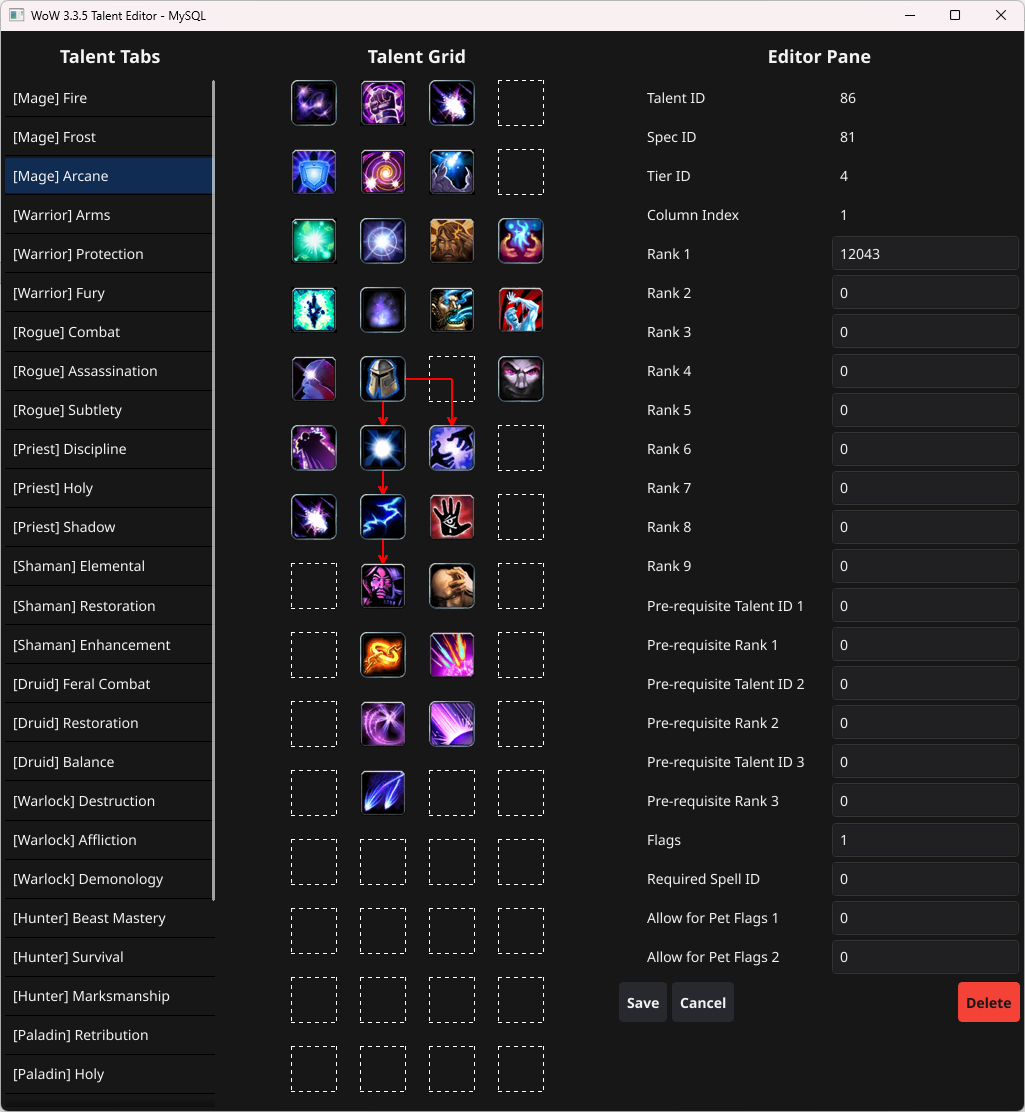 WoW 3.3.5 Talent Editor - MySQL
Talent Tabs
[Mage] Fire
[Mage] Frost
[Mage] Arcane
[Warrior] Arms
[Warrior] Protection
[Warrior] Fury
[Rogue] Combat
[Rogue] Assassination
[Rogue] Subtlety
[Priest] Discipline
[Priest] Holy
[Priest] Shadow
[Shaman] Elemental
[Shaman] Restoration
[Shaman] Enhancement
[Druid] Feral Combat
[Druid] Restoration
[Druid] Balance
[Warlock] Destruction
[Warlock] Affliction
[Warlock] Demonology
[Hunter] Beast Mastery
[Hunter] Survival
[Hunter] Marksmanship
[Paladin] Retribution
[Paladin] Holy
Talent Grid
Editor Pane
Talent ID 86
Spec ID 81
Tier ID 4
Column Index 1
Rank 1 12043
Rank 2 0
Rank 3 0
Rank 4 0
Rank 5 0
Rank 6 0
Rank 7 0
Rank 8 0
Rank 9 0
Pre-requisite Talent ID 1 0
Pre-requisite Rank 1 0
Pre-requisite Talent ID 2 0
Pre-requisite Rank 2 0
Pre-requisite Talent ID 3 0
Pre-requisite Rank 3 0
Flags 1
Required Spell ID 0
Allow for Pet Flags 1 0
Allow for Pet Flags 2 0
Save Cancel Delete